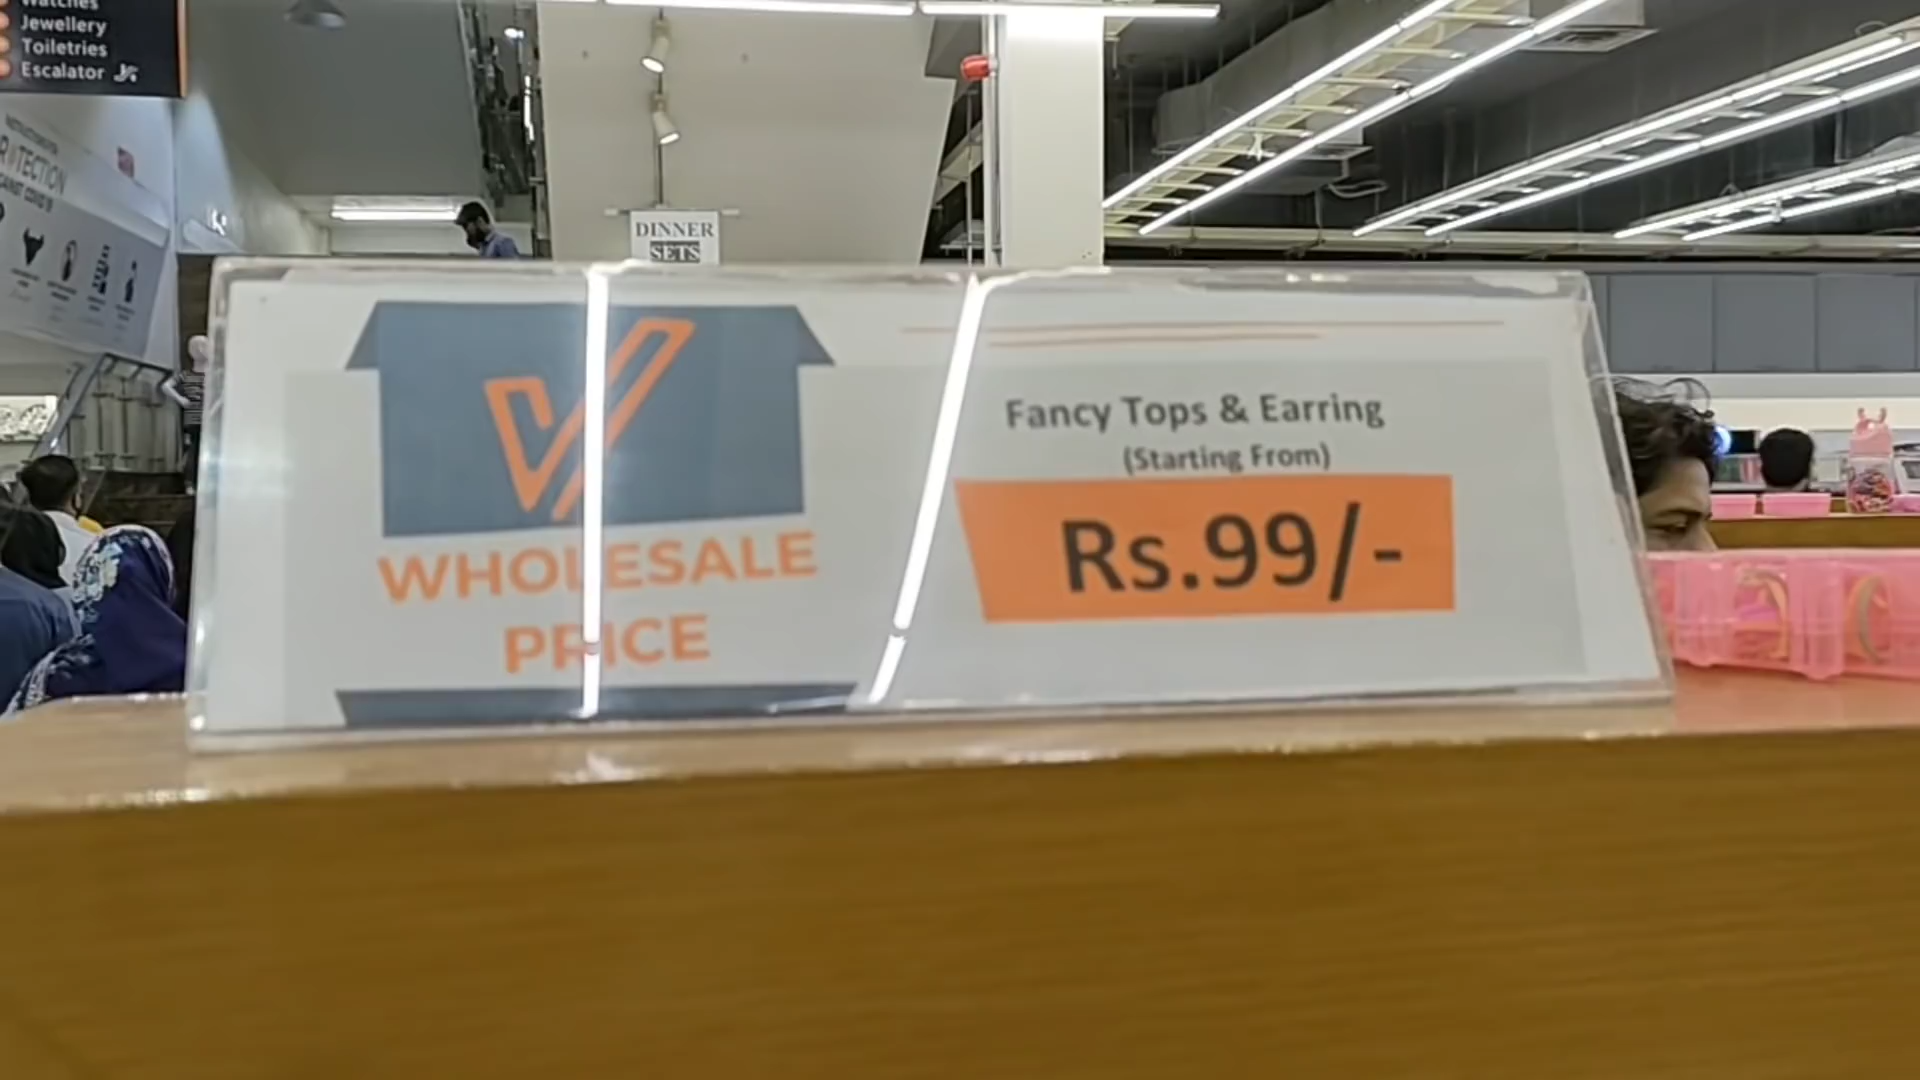 Watches
Jewellery
Toiletries
Escalator
DINNER
SETS
WHOLESALE
PRICE
Fancy Tops & Earring
(Starting From)
Rs.99/-